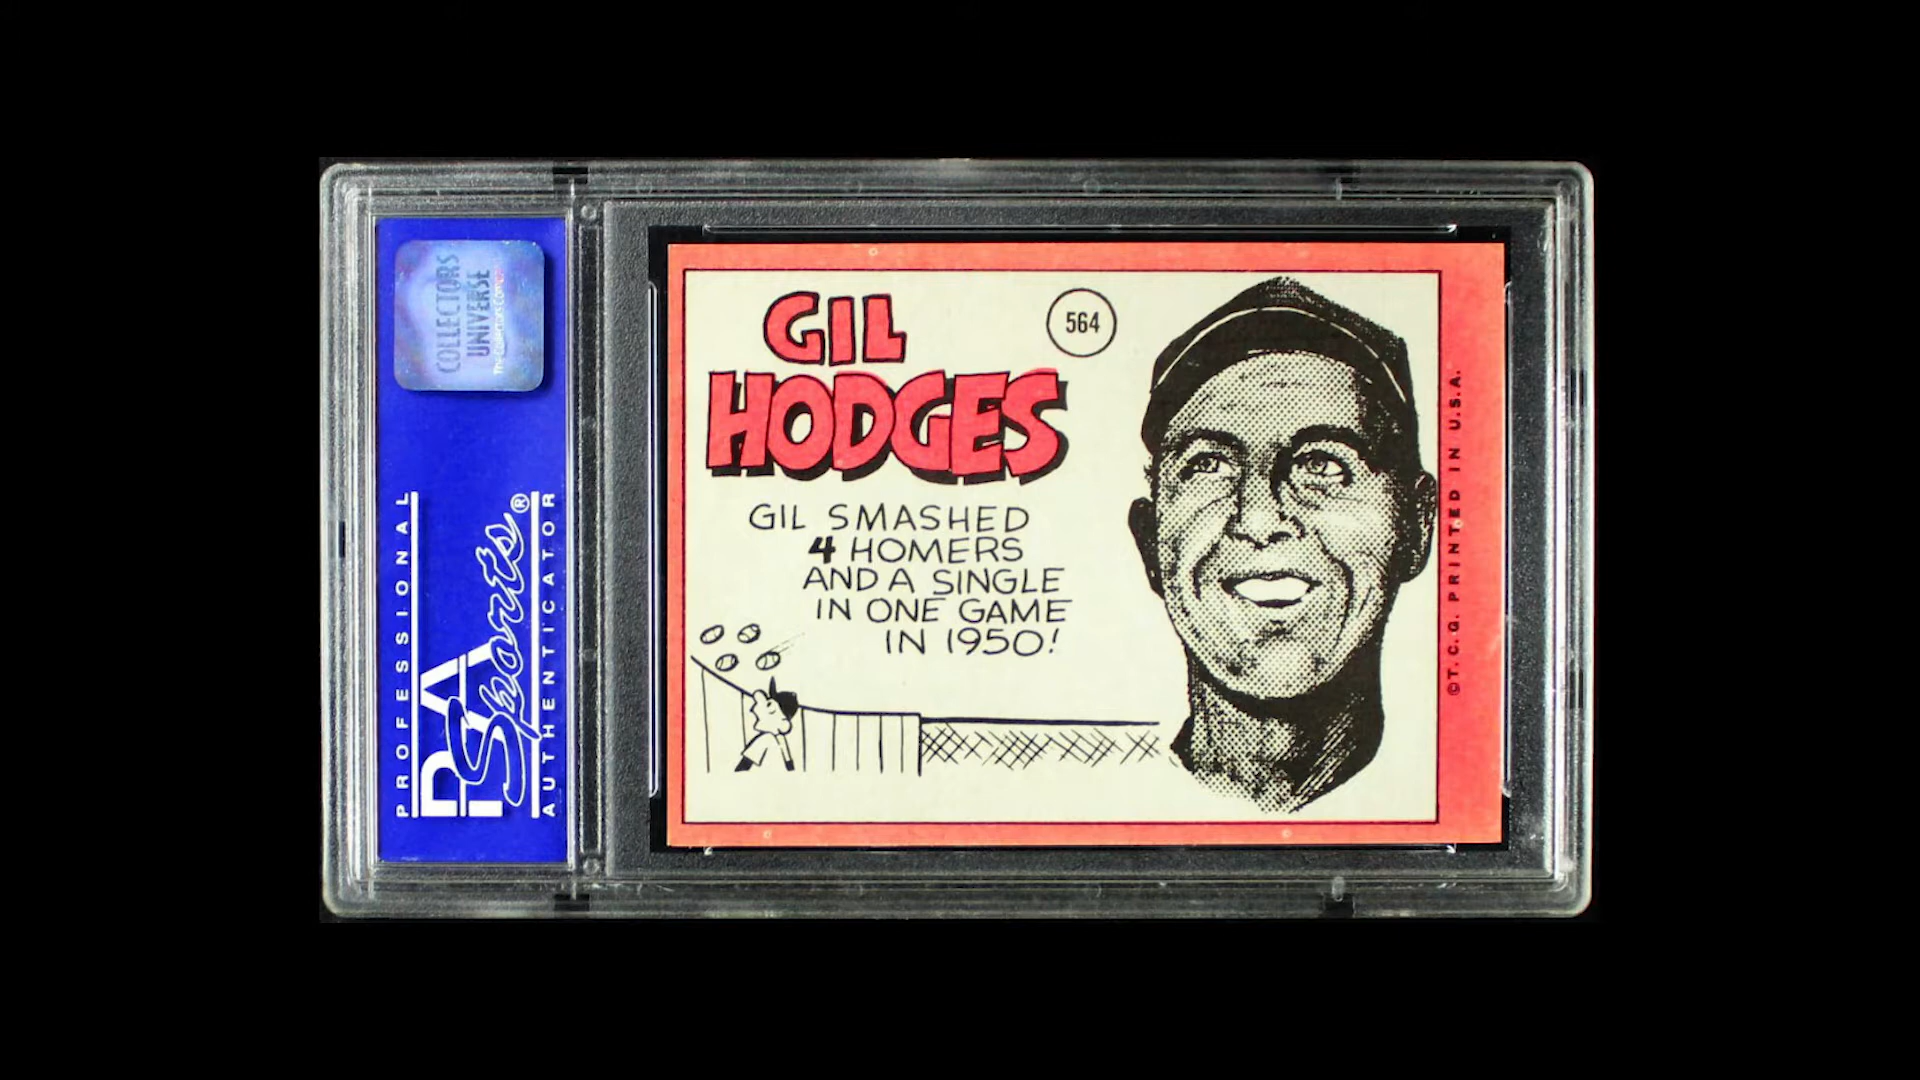 COLLECTORS
UNIVERSE
PROFESSIONAL
PSA
Sports®
AUTHENTICATOR
GIL
HODGES
564
GIL SMASHED
4 HOMERS
AND A SINGLE
IN ONE GAME
IN 1950!
©T.C.G. PRINTED IN U.S.A.